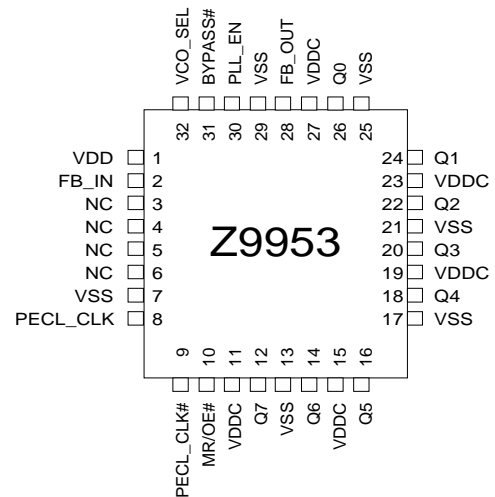 VCO_SEL
BYPASS#
PLL_EN
VSS
FB_OUT
VDDC
Q0
VSS
32
31
30
29
28
27
26
25
VDD 1
FB_IN 2
NC 3
NC 4
NC 5
NC 6
VSS 7
PECL_CLK 8
Z9953
24 Q1
23 VDDC
22 Q2
21 VSS
20 Q3
19 VDDC
18 Q4
17 VSS
9
10
11
12
13
14
15
16
PECL_CLK#
MR/OE#
VDDC
Q7
VSS
Q6
VDDC
Q5